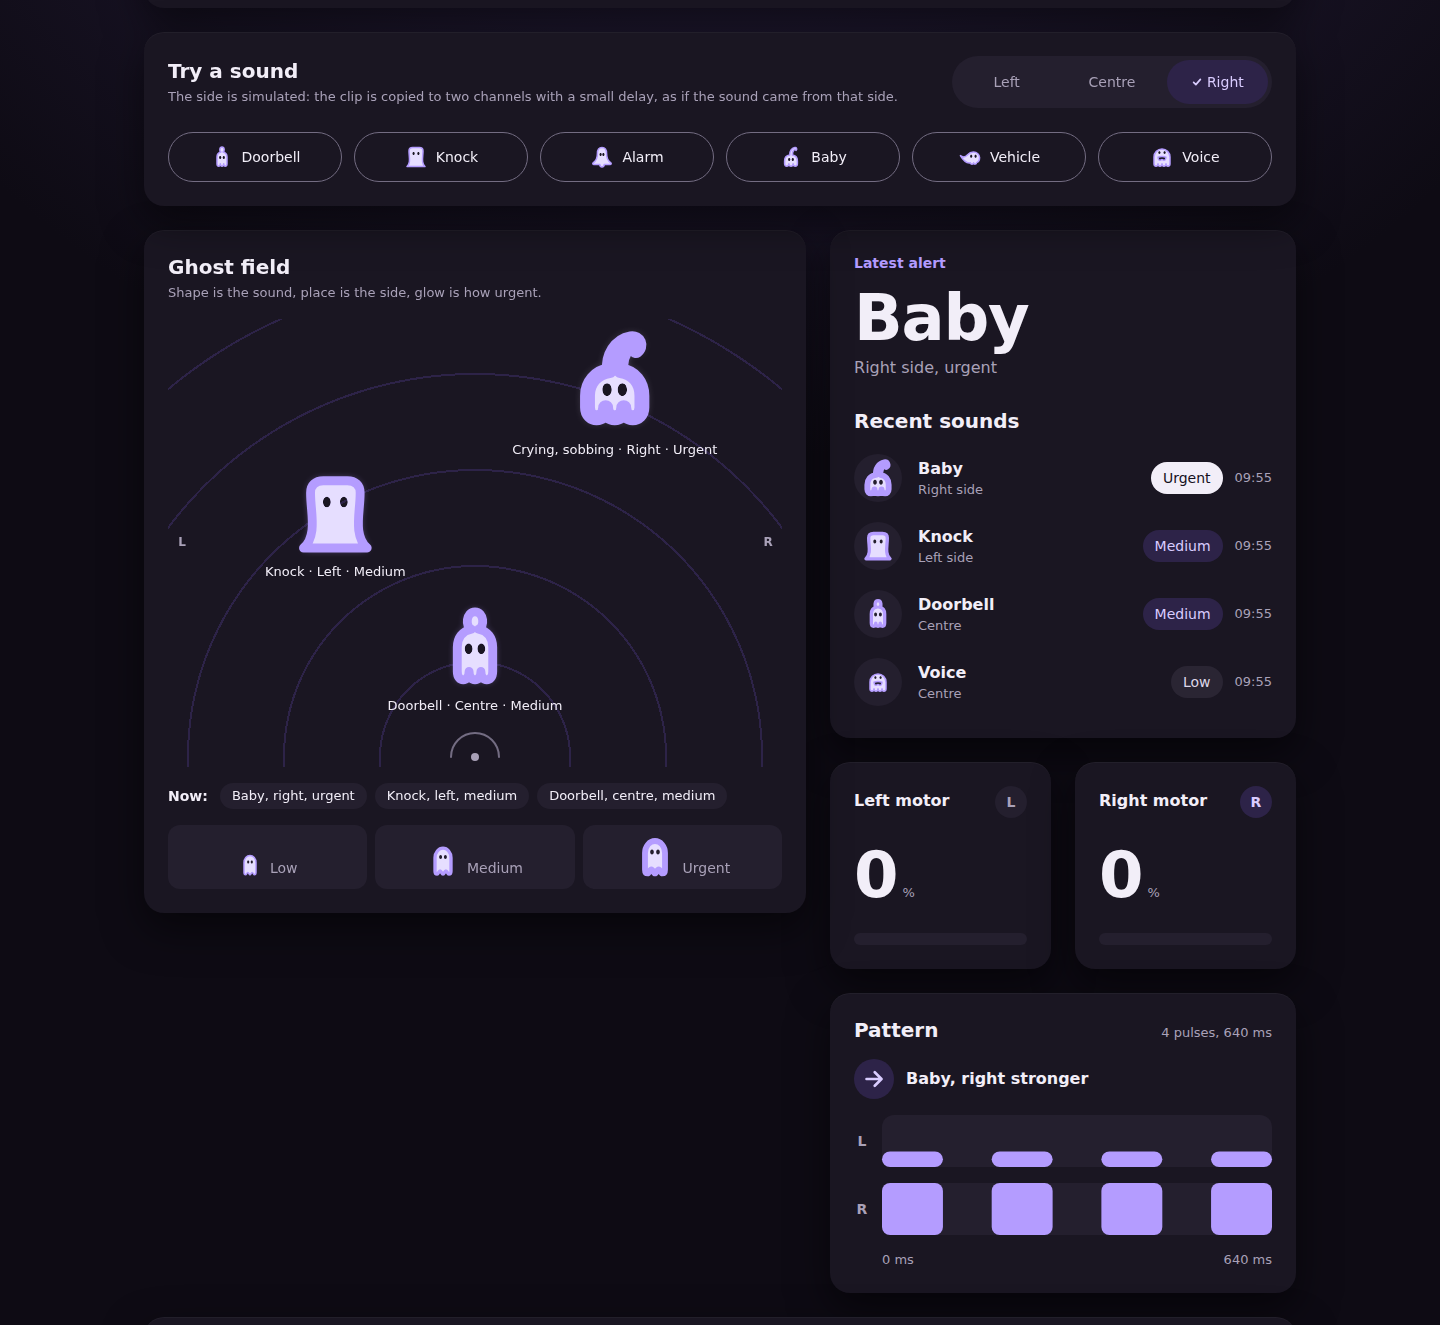 Try a sound
The side is simulated: the clip is copied to two channels with a small delay, as if the sound came from that side.
Left
Centre
Right
Doorbell
Knock
Alarm
Baby
Vehicle
Voice
Ghost field
Shape is the sound, place is the side, glow is how urgent.
Crying, sobbing · Right · Urgent
L
R
Knock · Left · Medium
Doorbell · Centre · Medium
Now: Baby, right, urgent Knock, left, medium Doorbell, centre, medium
Low
Medium
Urgent
Latest alert
Baby
Right side, urgent
Recent sounds
Baby
Right side
Urgent 09:55
Knock
Left side
Medium 09:55
Doorbell
Centre
Medium 09:55
Voice
Centre
Low 09:55
Left motor L
0 %
Right motor R
0 %
Pattern
4 pulses, 640 ms
Baby, right stronger
L
R
0 ms
640 ms